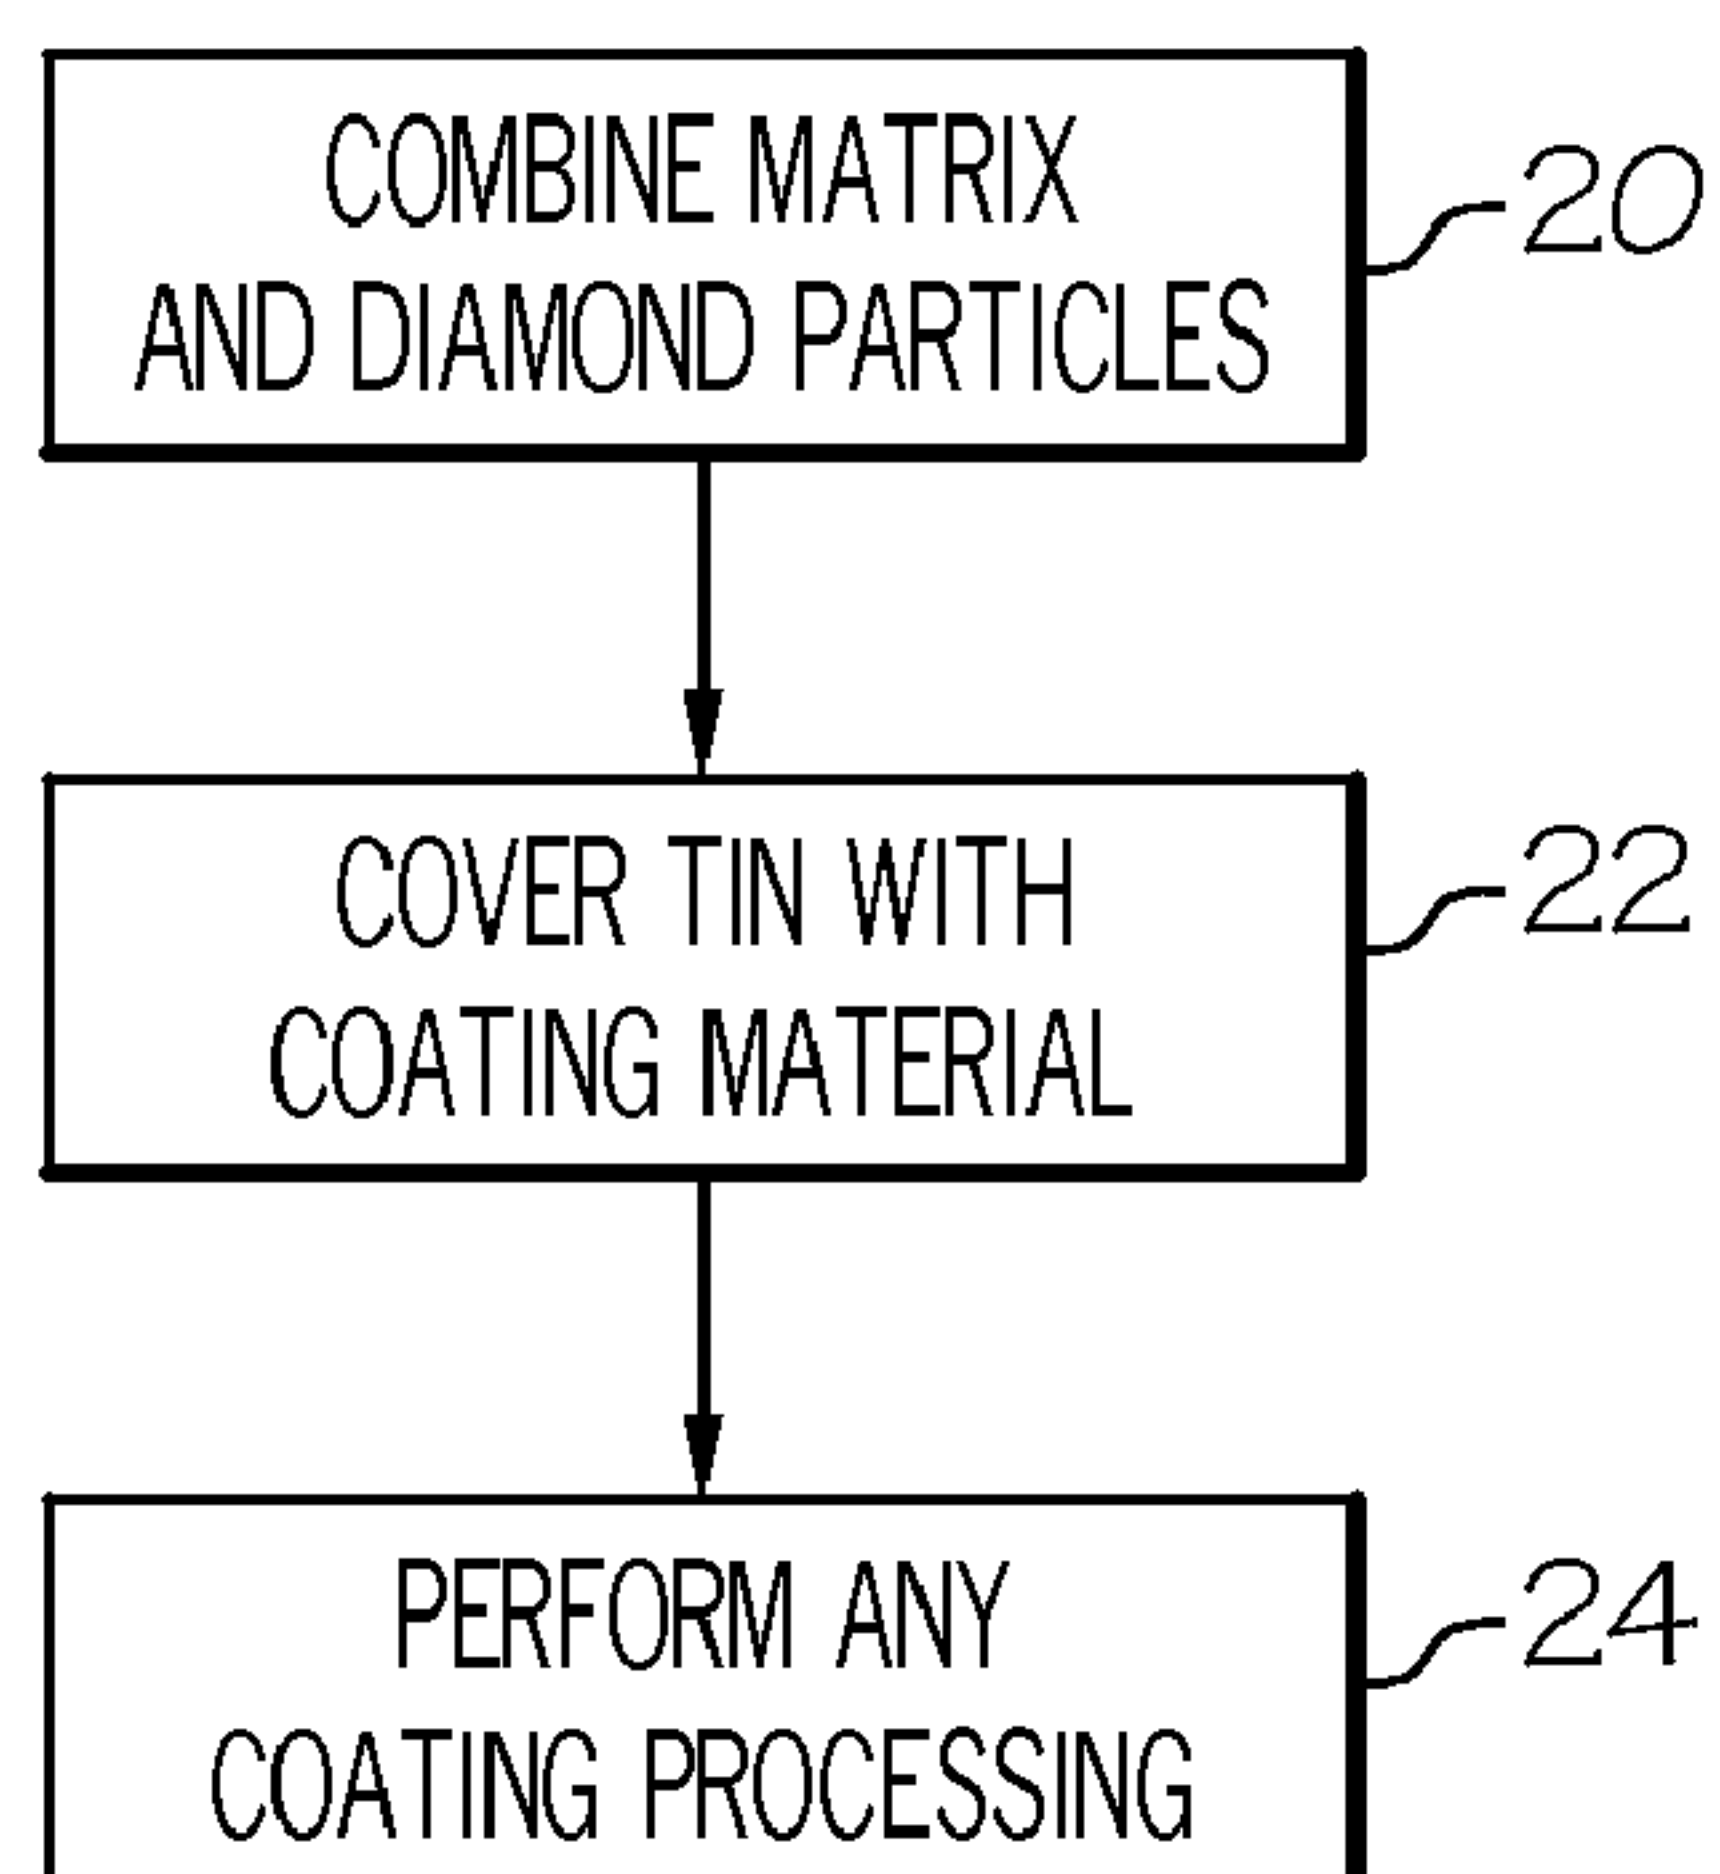 COMBINE MATRIX
AND DIAMOND PARTICLES
20
COVER TIN WITH
COATING MATERIAL
22
PERFORM ANY
COATING PROCESSING
24